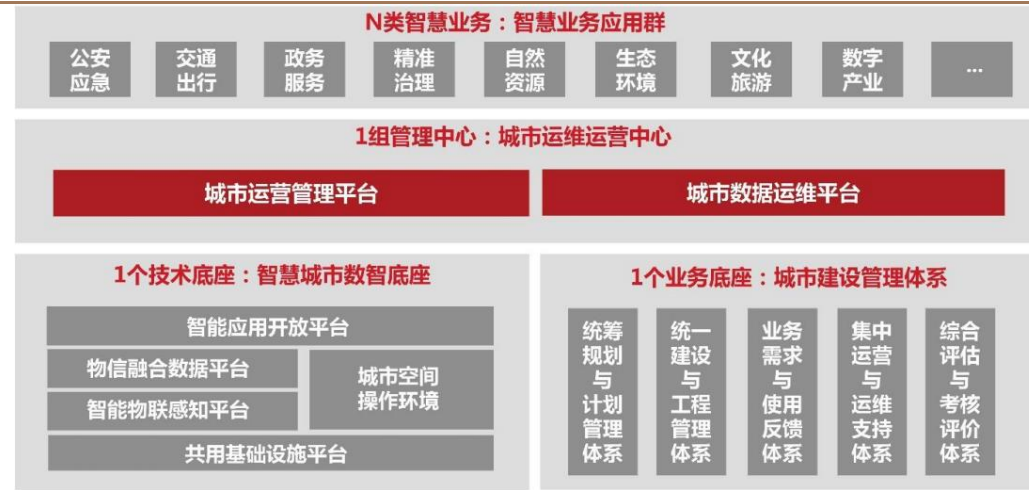 N类智慧业务：智慧业务应用群
公安
应急
交通
出行
政务
服务
精准
治理
自然
资源
生态
环境
文化
旅游
数字
产业
...
1组管理中心：城市运维运营中心
城市运营管理平台
城市数据运维平台
1个技术底座：智慧城市数智底座
智能应用开放平台
物信融合数据平台
智能物联感知平台
城市空间
操作环境
共用基础设施平台
1个业务底座：城市建设管理体系
统筹
规划
与
计划
管理
体系
统一
建设
与
工程
管理
体系
业务
需求
与
使用
反馈
体系
集中
运营
与
运维
支持
体系
综合
评估
与
考核
评价
体系